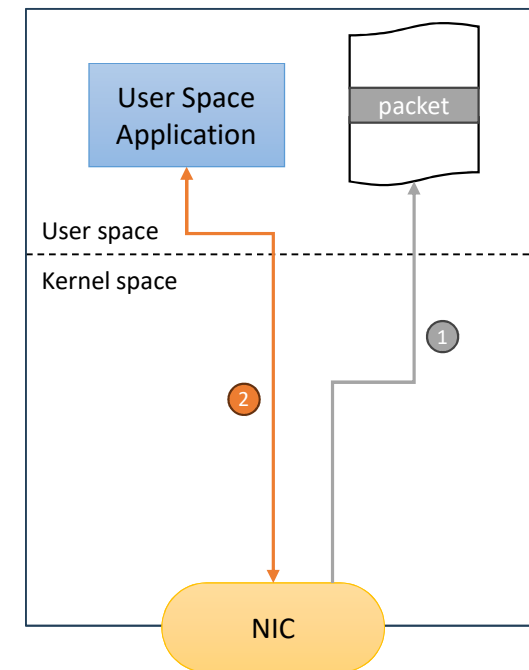 User Space
Application
packet
User space
Kernel space
1
2
NIC